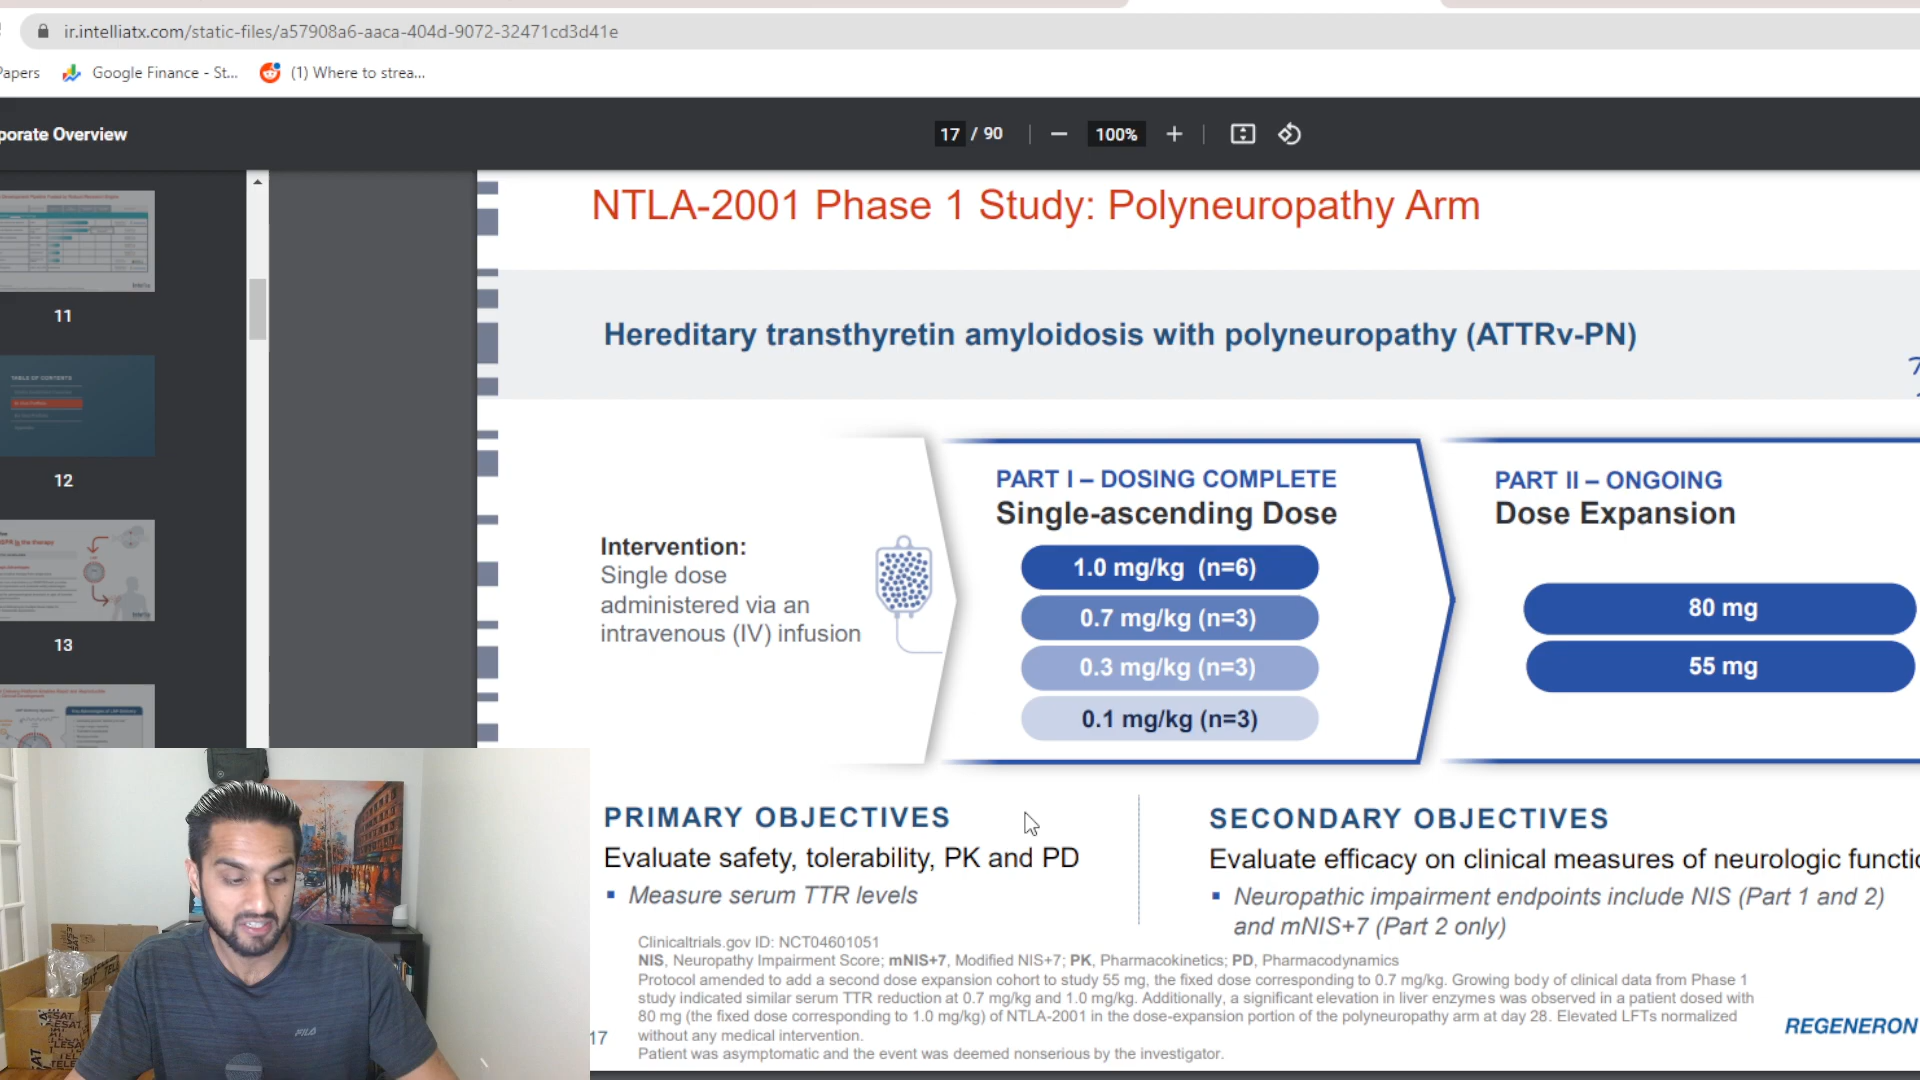 ir.intelliatx.com/static-files/a57908a6-aaca-404d-9072-32471cd3d41e
Papers
Google Finance - St...
(1) Where to strea...
porate Overview
17 / 90
100%
11
TABLE OF CONTENTS
12
13
NTLA-2001 Phase 1 Study: Polyneuropathy Arm
Hereditary transthyretin amyloidosis with polyneuropathy (ATTRv-PN)
Intervention:
Single dose
administered via an
intravenous (IV) infusion
PART I – DOSING COMPLETE
Single-ascending Dose
1.0 mg/kg (n=6)
0.7 mg/kg (n=3)
0.3 mg/kg (n=3)
0.1 mg/kg (n=3)
PART II – ONGOING
Dose Expansion
80 mg
55 mg
PRIMARY OBJECTIVES
Evaluate safety, tolerability, PK and PD
▪ Measure serum TTR levels
SECONDARY OBJECTIVES
Evaluate efficacy on clinical measures of neurologic functio
▪ Neuropathic impairment endpoints include NIS (Part 1 and 2)
and mNIS+7 (Part 2 only)
Clinicaltrials.gov ID: NCT04601051
NIS, Neuropathy Impairment Score; mNIS+7, Modified NIS+7; PK, Pharmacokinetics; PD, Pharmacodynamics
Protocol amended to add a second dose expansion cohort to study 55 mg, the fixed dose corresponding to 0.7 mg/kg. Growing body of clinical data from Phase 1
study indicated similar serum TTR reduction at 0.7 mg/kg and 1.0 mg/kg. Additionally, a significant elevation in liver enzymes was observed in a patient dosed with
80 mg (the fixed dose corresponding to 1.0 mg/kg) of NTLA-2001 in the dose-expansion portion of the polyneuropathy arm at day 28. Elevated LFTs normalized
without any medical intervention.
Patient was asymptomatic and the event was deemed nonserious by the investigator.
17
REGENERON
FILA